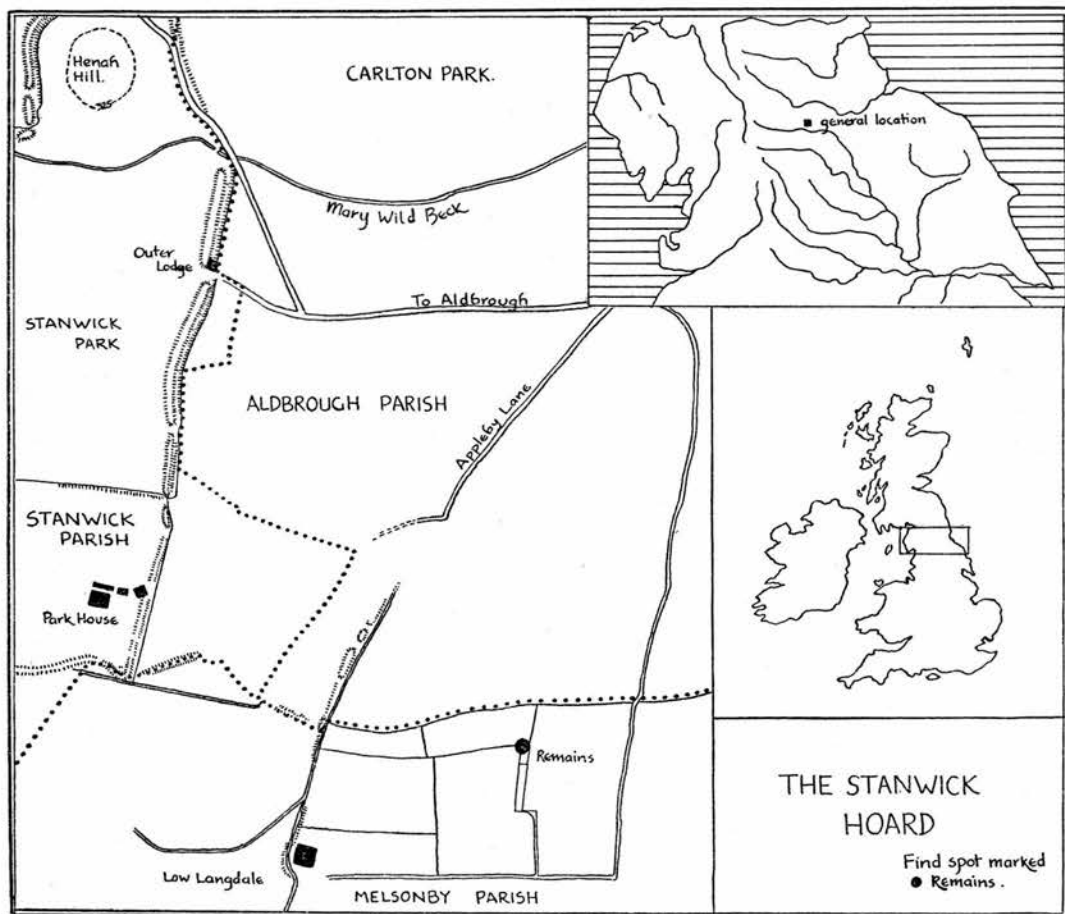 Henah
Hill.
525
CARLTON PARK.
general location
Mary Wild Beck
Outer
Lodge
To Aldbrough
STANWICK
PARK
ALDBROUGH PARISH
Appleby Lane
STANWICK
PARISH
Park House
Remains
Low Langdale
MELSONBY PARISH
THE STANWICK
HOARD
Find spot marked
Remains.